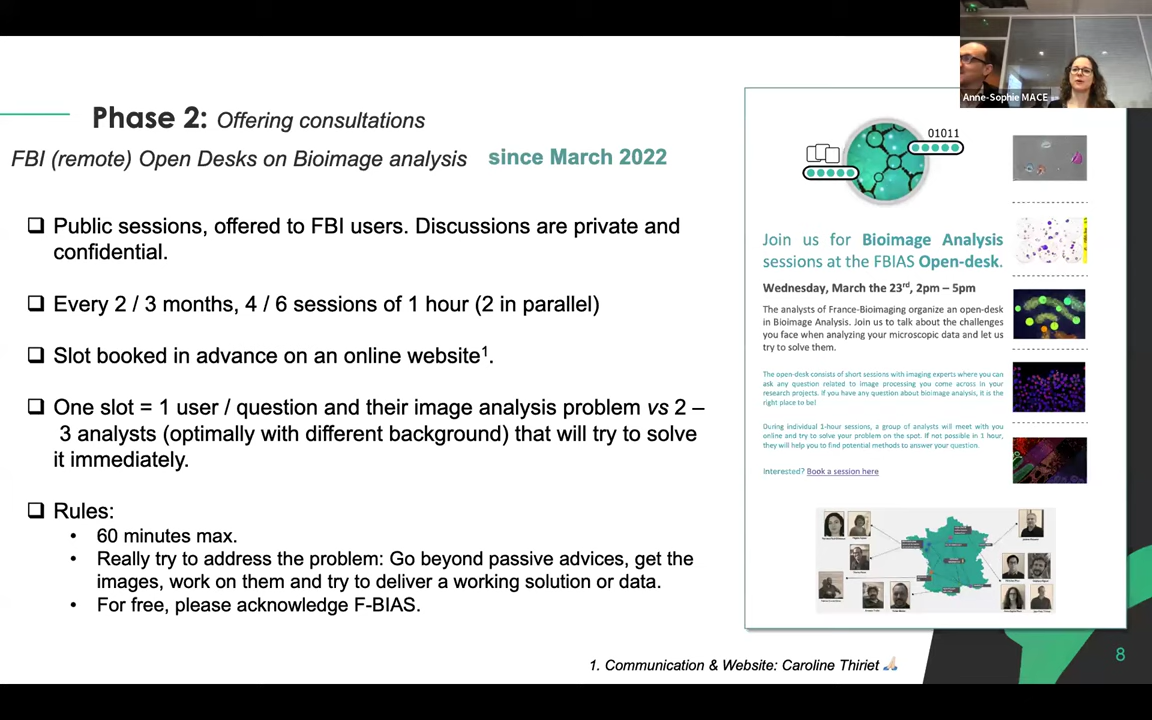 Anne-Sophie MACE
Phase 2: Offering consultations
FBI (remote) Open Desks on Bioimage analysis since March 2022
❑ Public sessions, offered to FBI users. Discussions are private and
confidential.
❑ Every 2 / 3 months, 4 / 6 sessions of 1 hour (2 in parallel)
❑ Slot booked in advance on an online website1.
❑ One slot = 1 user / question and their image analysis problem vs 2 –
3 analysts (optimally with different background) that will try to solve
it immediately.
❑ Rules:
• 60 minutes max.
• Really try to address the problem: Go beyond passive advices, get the
images, work on them and try to deliver a working solution or data.
• For free, please acknowledge F-BIAS.
1. Communication & Website: Caroline Thiriet 🙏🏻
01011
Join us for Bioimage Analysis
sessions at the FBIAS Open-desk.
Wednesday, March the 23rd, 2pm – 5pm
The analysts of France-Bioimaging organize an open-desk
in Bioimage Analysis. Join us to talk about the challenges
you face when analyzing your microscopic data and let us
try to solve them.
The open-desk consists of short sessions with imaging experts where you can
ask any question related to image processing you come across in your
research projects. If you have any question about bioimage analysis, it is the
right place to be!
During individual 1-hour sessions, a group of analysts will meet with you
online and try to solve your problem on the spot. If not possible in 1 hour,
they will help you to find potential methods to answer your question.
Interested? Book a session here
8